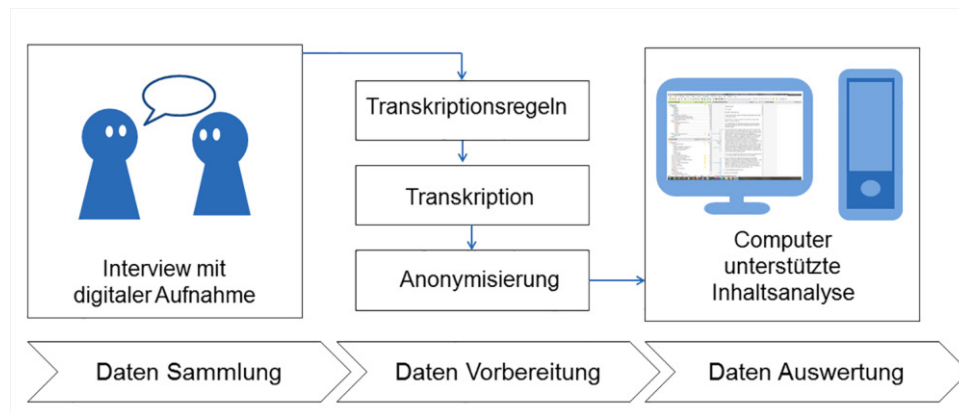 Interview mit
digitaler Aufnahme
Transkriptionsregeln
Transkription
Anonymisierung
Computer
unterstützte
Inhaltsanalyse
Daten Sammlung
Daten Vorbereitung
Daten Auswertung